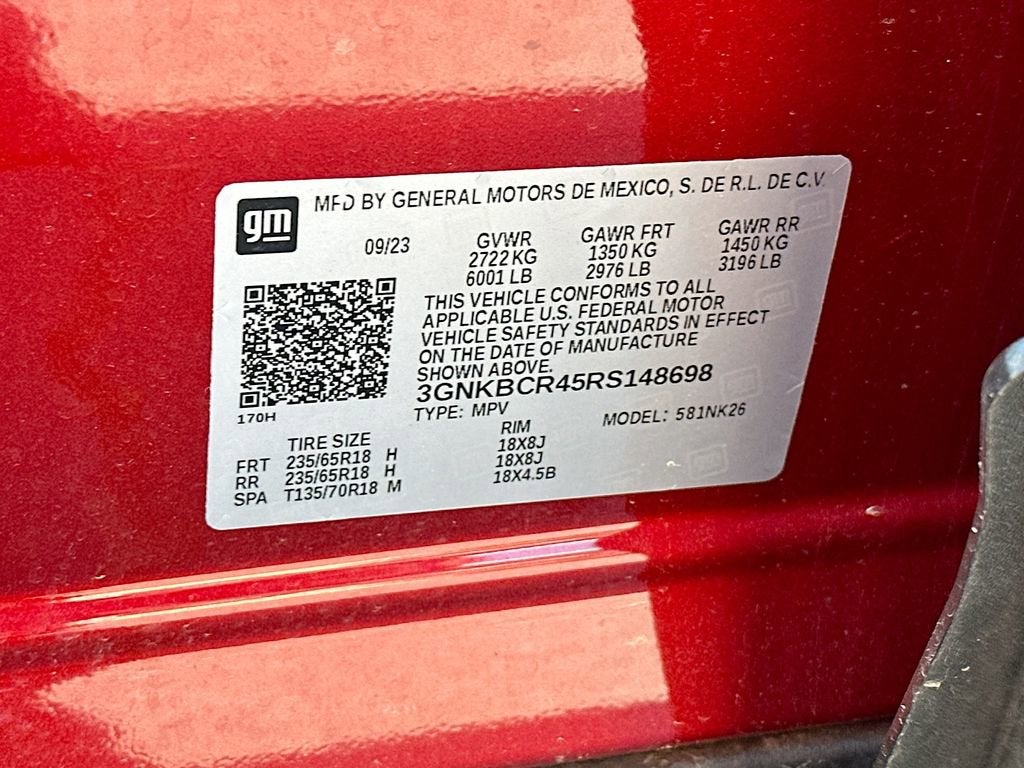 gm
MFD BY GENERAL MOTORS DE MEXICO, S. DE R.L. DE C.V.
09/23
GVWR GAWR FRT GAWR RR
2722 KG 1350 KG 1450 KG
6001 LB 2976 LB 3196 LB
THIS VEHICLE CONFORMS TO ALL
APPLICABLE U.S. FEDERAL MOTOR
VEHICLE SAFETY STANDARDS IN EFFECT
ON THE DATE OF MANUFACTURE
SHOWN ABOVE.
3GNKBCR45RS148698
170H
TYPE: MPV MODEL: 581NK26
TIRE SIZE RIM
FRT 235/65R18 H 18X8J
RR 235/65R18 H 18X8J
SPA T135/70R18 M 18X4.5B